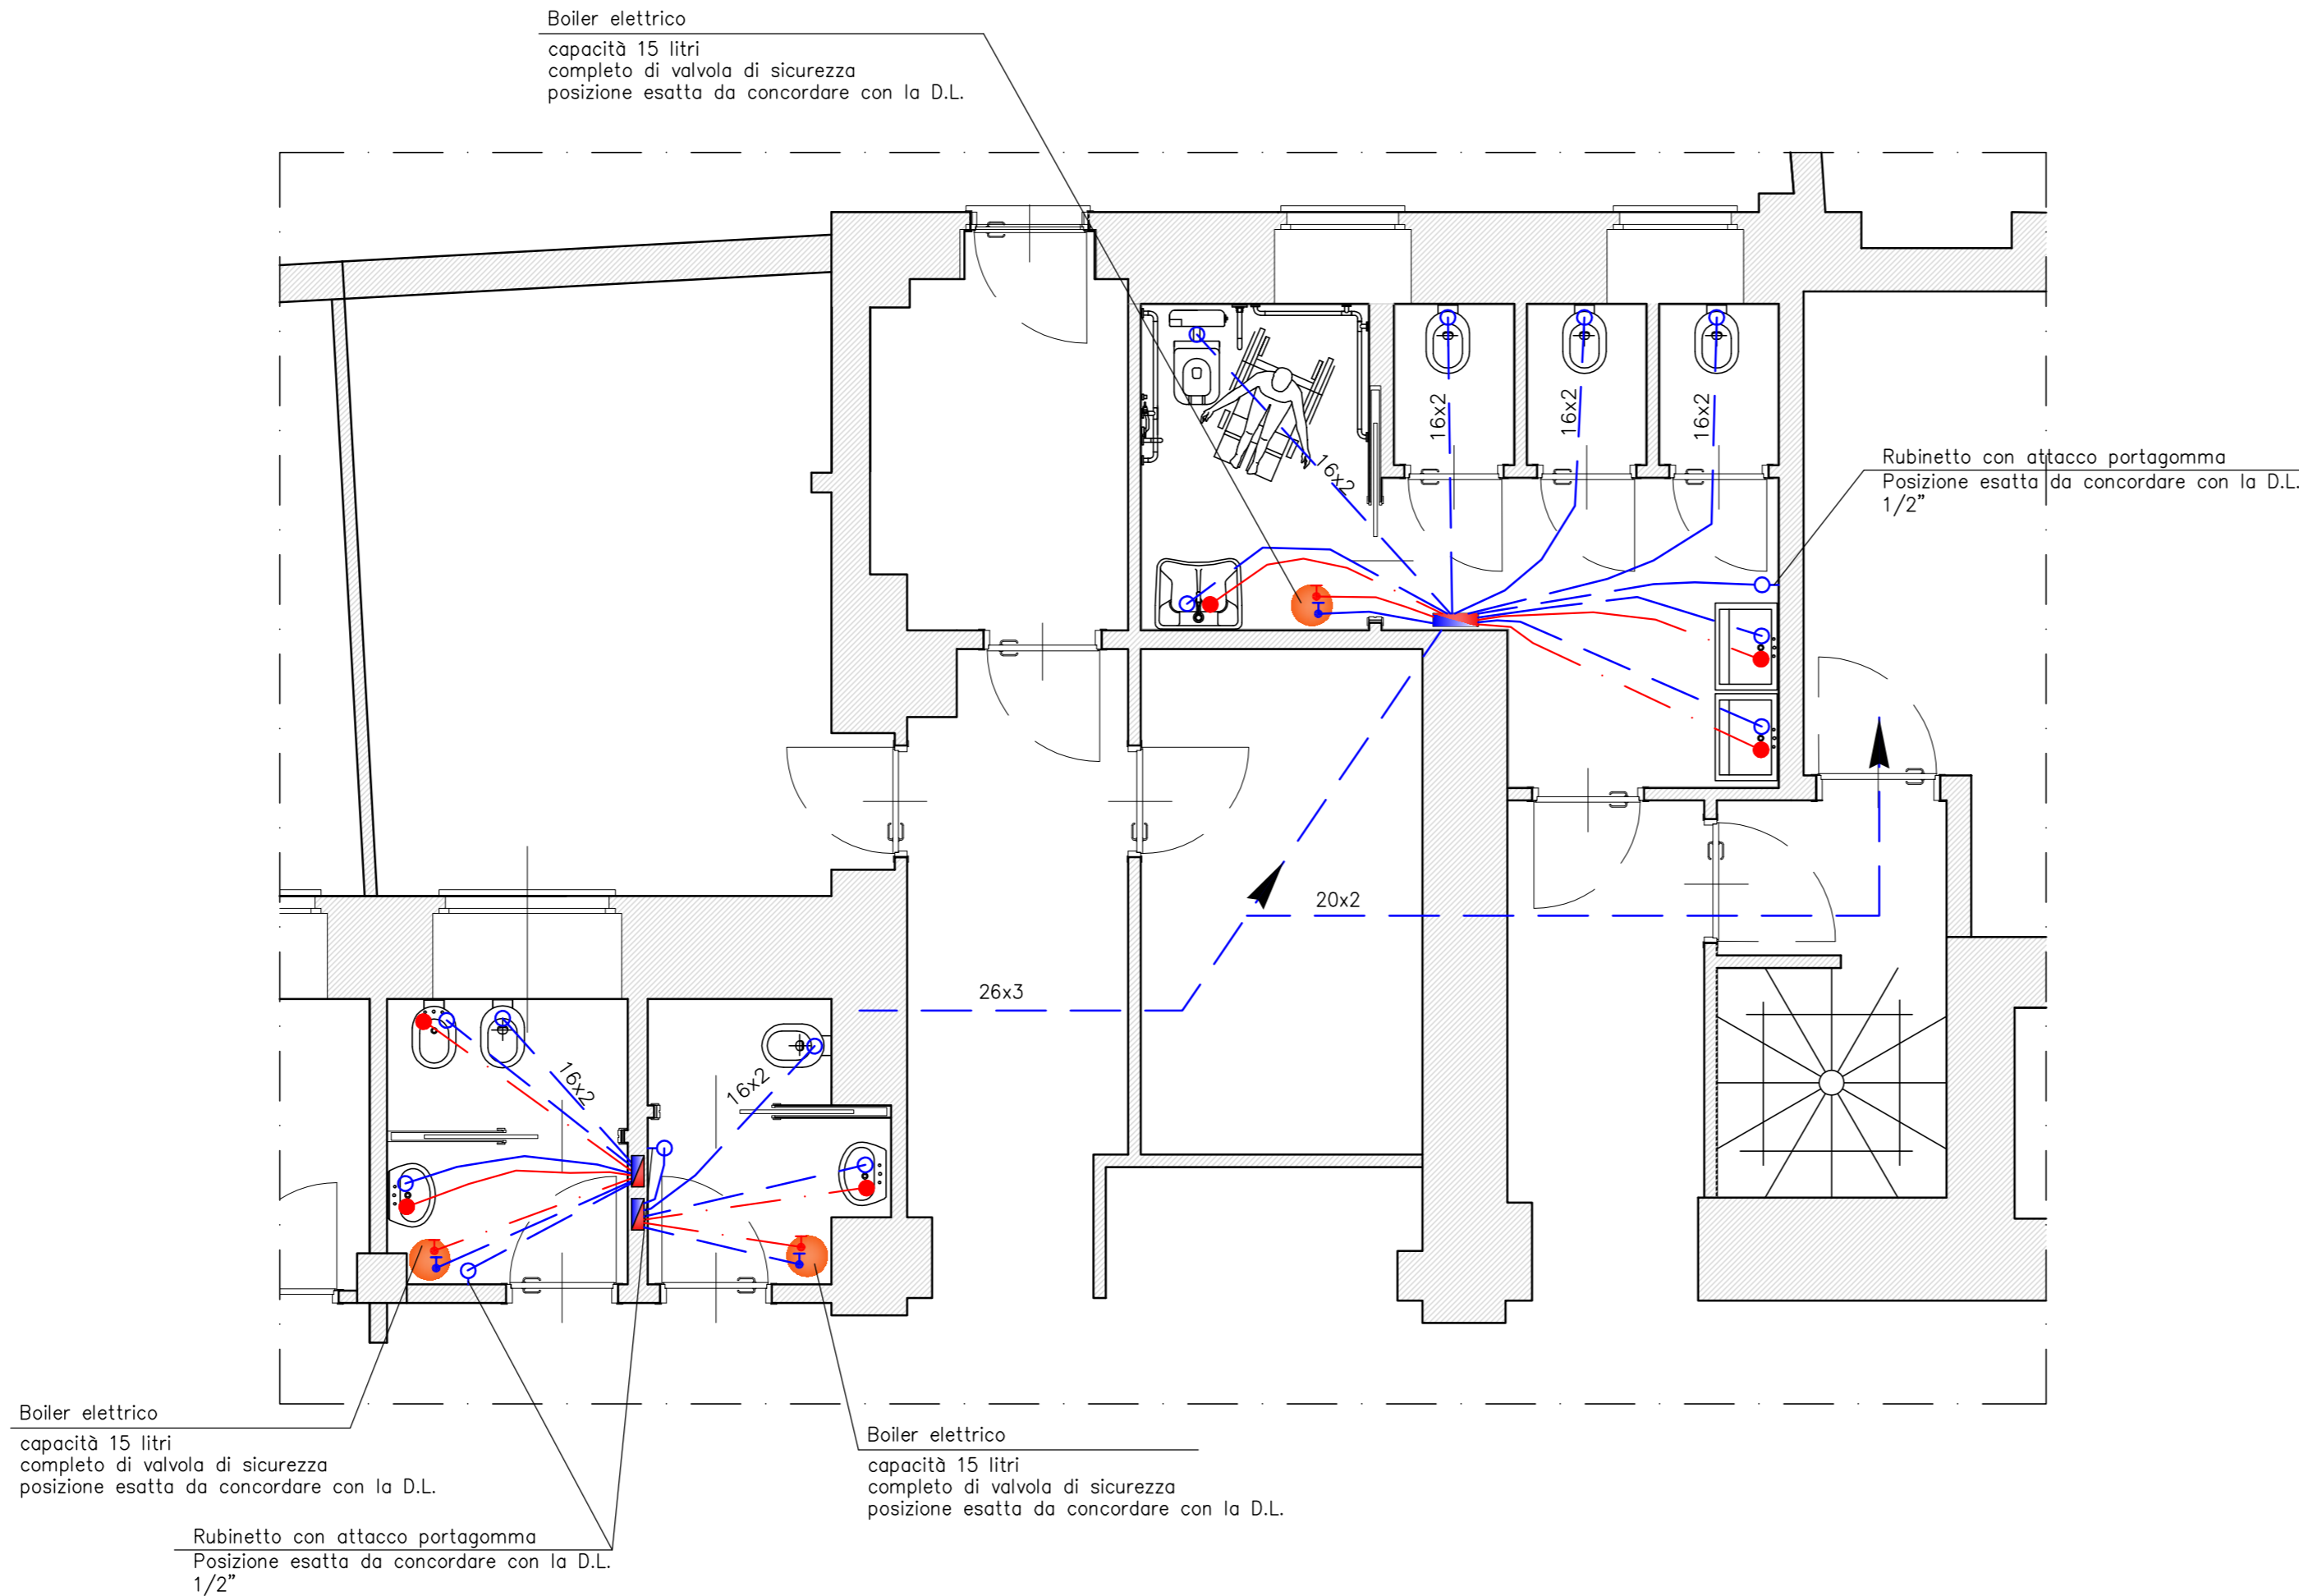 Boiler elettrico
capacità 15 litri
completo di valvola di sicurezza
posizione esatta da concordare con la D.L.
16x2
16x2
16x2
16x2
Rubinetto con attacco portagomma
Posizione esatta da concordare con la D.L.
1/2"
20x2
26x3
16x2
16x2
Boiler elettrico
capacità 15 litri
completo di valvola di sicurezza
posizione esatta da concordare con la D.L.
Boiler elettrico
capacità 15 litri
completo di valvola di sicurezza
posizione esatta da concordare con la D.L.
Rubinetto con attacco portagomma
Posizione esatta da concordare con la D.L.
1/2"